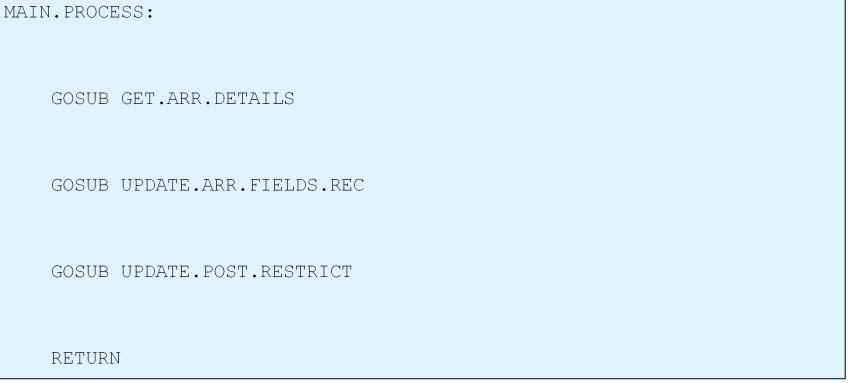 MAIN.PROCESS:
GOSUB GET.ARR.DETAILS
GOSUB UPDATE.ARR.FIELDS.REC
GOSUB UPDATE.POST.RESTRICT
RETURN